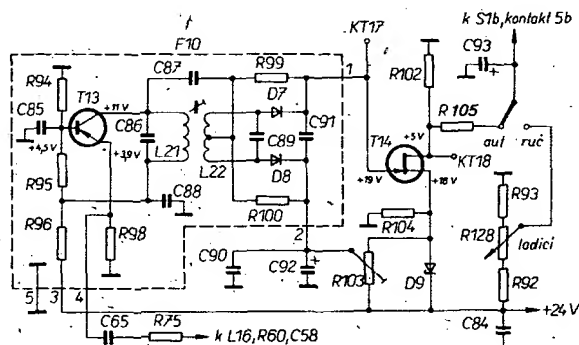 k S1b, kontakt 5b
KT17
F10
C93
+
R94
C87
R99
1
R102
T13
+11V
D7
R105
C85
C86
C91
+5V
aut
ruč
+4,5V
+3,9V
L21
L22
C89
T14
KT18
D8
+19V
+18V
R95
C88
R93
R100
R104
R96
R98
2
R128
ladicí
C90
C92
+
R103
D9
R92
5
3
4
+24V
C65
R75
k L16, R60, C58
C84